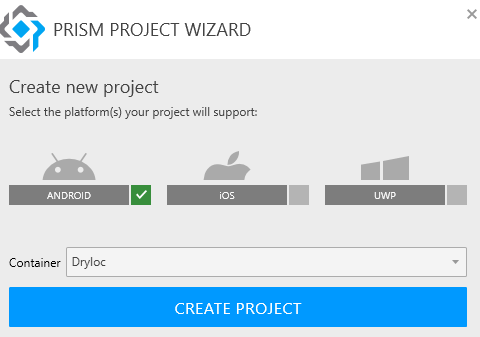 PRISM PROJECT WIZARD
Create new project
Select the platform(s) your project will support:
ANDROID iOS UWP
Container Dryloc
CREATE PROJECT